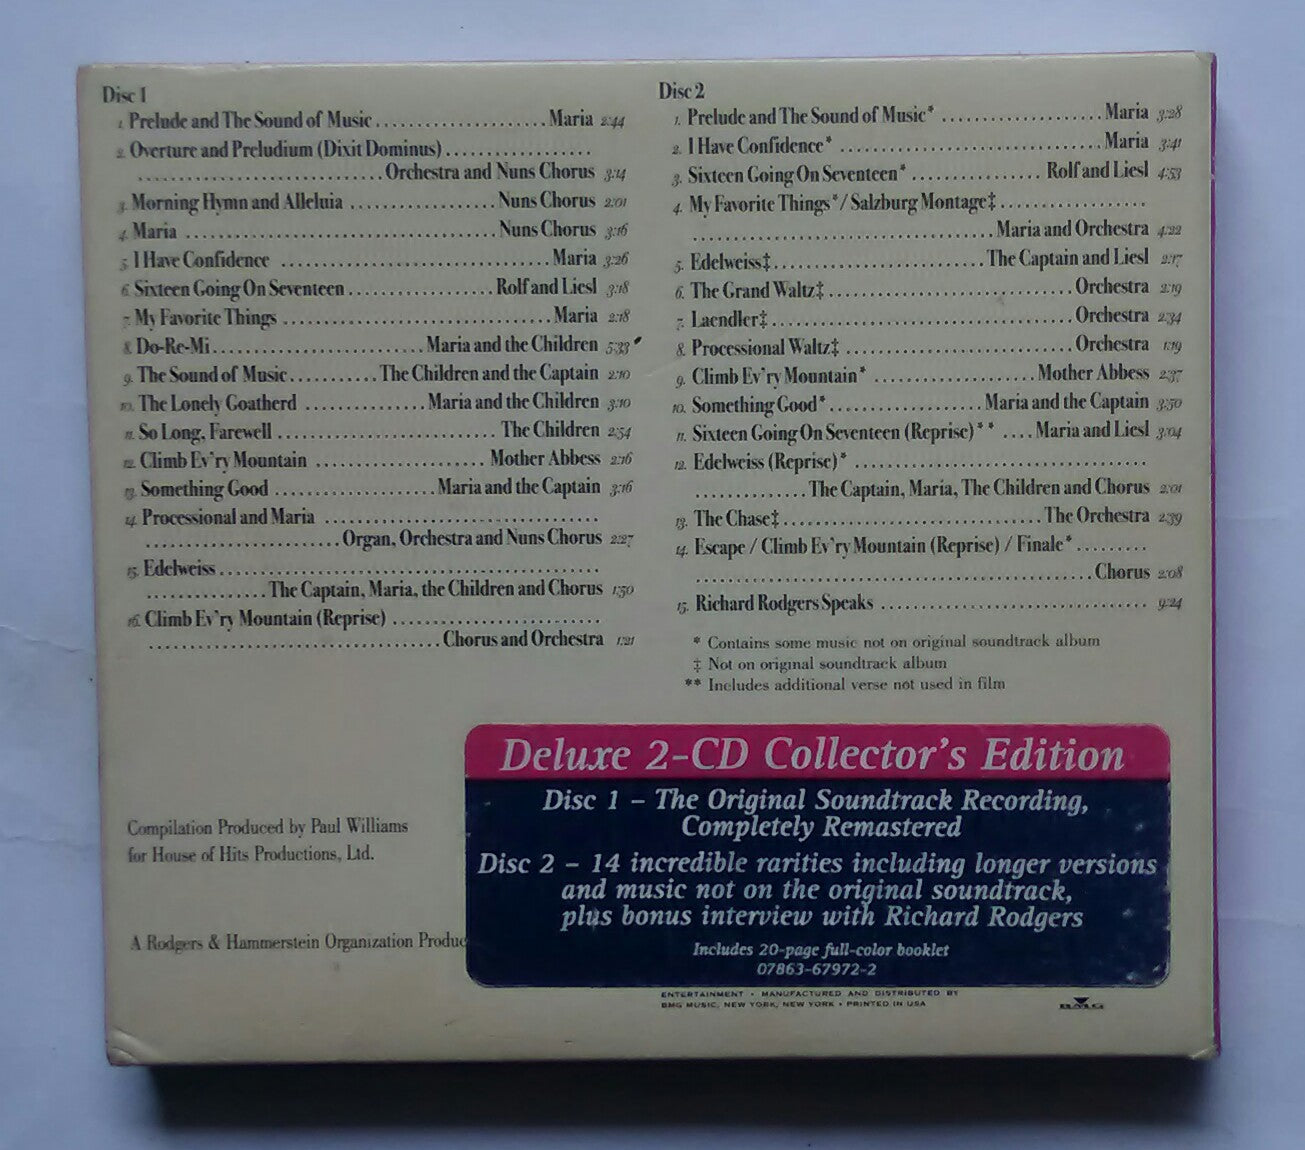 Disc 1
1. Prelude and The Sound of Music.....................Maria 2:44
2. Overture and Preludium (Dixit Dominus)..................
..............................Orchestra and Nuns Chorus 3:14
3. Morning Hymn and Alleluia ..................Nuns Chorus 2:01
4. Maria ......................................Nuns Chorus 3:16
5. I Have Confidence .................................Maria 3:26
6. Sixteen Going On Seventeen..................Rolf and Liesl 3:18
7. My Favorite Things .................................Maria 2:18
8. Do-Re-Mi..........................Maria and the Children 5:33
9. The Sound of Music...........The Children and the Captain 2:10
10. The Lonely Goatherd ..............Maria and the Children 3:10
11. So Long, Farewell ...........................The Children 2:54
12. Climb Ev'ry Mountain .....................Mother Abbess 2:16
13. Something Good ....................Maria and the Captain 3:16
14. Processional and Maria ..................................
........................Organ, Orchestra and Nuns Chorus 2:27
15. Edelweiss...............................................
...............The Captain, Maria, the Children and Chorus 1:50
16. Climb Ev'ry Mountain (Reprise) .........................
....................................Chorus and Orchestra 1:21
Compilation Produced by Paul Williams
for House of Hits Productions, Ltd.
A Rodgers & Hammerstein Organization Produc
Disc 2
1. Prelude and The Sound of Music* ....................Maria 3:28
2. I Have Confidence* .................................Maria 3:41
3. Sixteen Going On Seventeen* ................Rolf and Liesl 4:53
4. My Favorite Things*/ Salzburg Montage‡ ..................
.....................................Maria and Orchestra 4:22
5. Edelweiss‡..........................The Captain and Liesl 2:17
6. The Grand Waltz‡ ..............................Orchestra 2:19
7. Laendler‡.....................................Orchestra 2:34
8. Processional Waltz‡ ............................Orchestra 1:19
9. Climb Ev'ry Mountain* ....................Mother Abbess 2:37
10. Something Good*...................Maria and the Captain 3:50
11. Sixteen Going On Seventeen (Reprise)** ....Maria and Liesl 3:04
12. Edelweiss (Reprise)* ....................................
..............The Captain, Maria, The Children and Chorus 2:01
13. The Chase‡................................The Orchestra 2:39
14. Escape / Climb Ev'ry Mountain (Reprise) / Finale*.........
.................................................Chorus 2:08
15. Richard Rodgers Speaks ................................. 9:24
* Contains some music not on original soundtrack album
‡ Not on original soundtrack album
** Includes additional verse not used in film
Deluxe 2-CD Collector's Edition
Disc 1 – The Original Soundtrack Recording,
Completely Remastered
Disc 2 – 14 incredible rarities including longer versions
and music not on the original soundtrack,
plus bonus interview with Richard Rodgers
Includes 20-page full-color booklet
07863-67972-2
ENTERTAINMENT • MANUFACTURED AND DISTRIBUTED BY
BMG MUSIC, NEW YORK, NEW YORK • PRINTED IN USA
BMG